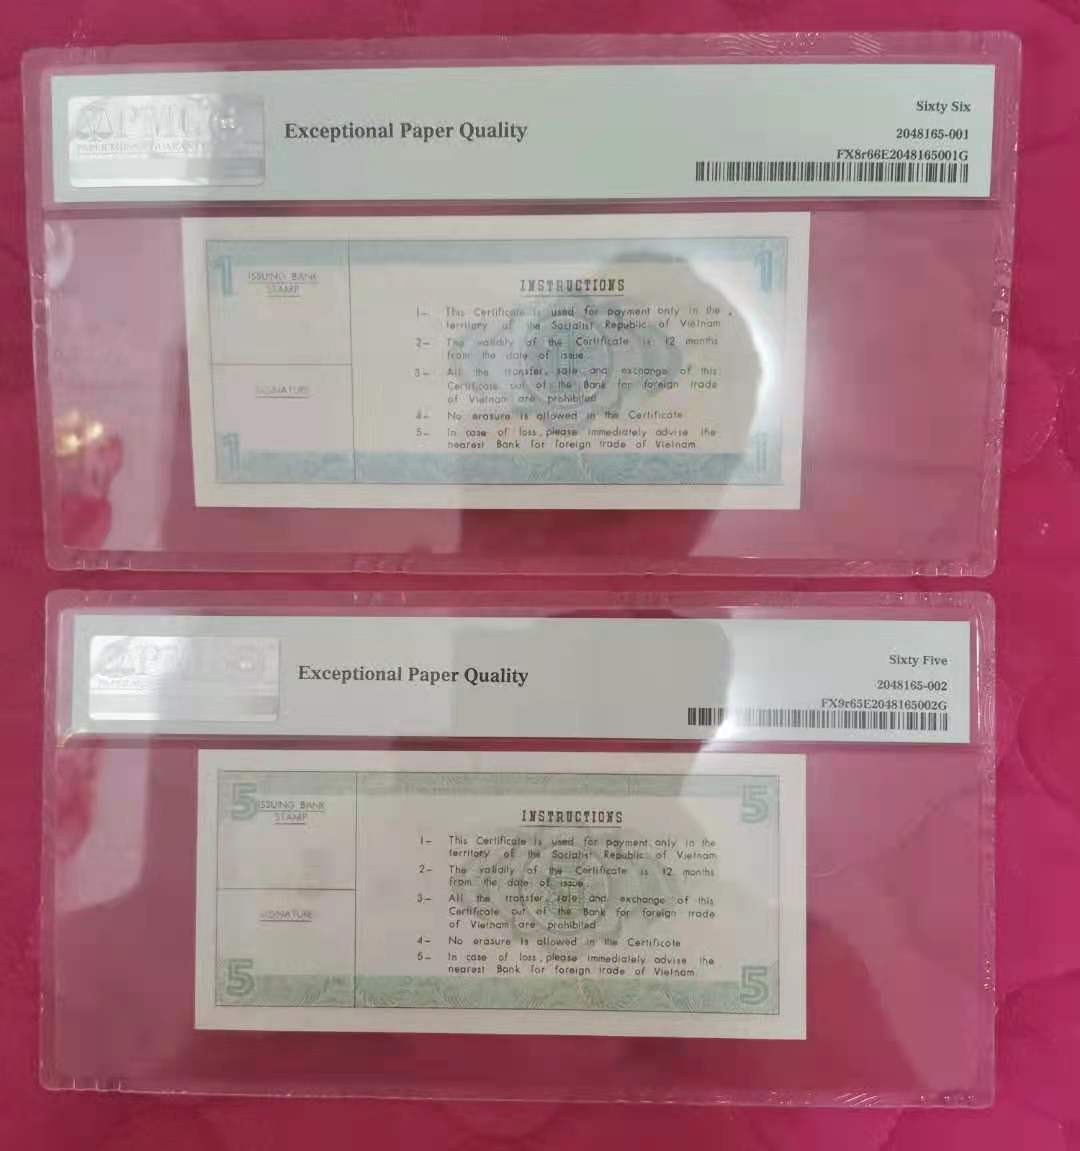 PMG
PAPER MONEY GUARANTY
Exceptional Paper Quality
Sixty Six
2048165-001
FX8r66E2048165001G
1
ISSUING BANK
STAMP
SIGNATURE
1
1
1
INSTRUCTIONS
1- This Certificate is used for payment only in the
territory of the Socialist Republic of Vietnam
2- The validity of the Certificate is 12 months
from the date of issue
3- All the transfer, sale and exchange of this
Certificate out of the Bank for foreign trade
of Vietnam are prohibited
4- No erasure is allowed in the Certificate
5- In case of loss, please immediately advise the
nearest Bank for foreign trade of Vietnam
PMG
Exceptional Paper Quality
Sixty Five
2048165-002
FX9r65E2048165002G
5
ISSUING BANK
STAMP
SIGNATURE
5
5
5
INSTRUCTIONS
1- This Certificate is used for payment only in the
territory of the Socialist Republic of Vietnam
2- The validity of the Certificate is 12 months
from the date of issue
3- All the transfer, sale and exchange of this
Certificate out of the Bank for foreign trade
of Vietnam are prohibited
4- No erasure is allowed in the Certificate
5- In case of loss, please immediately advise the
nearest Bank for foreign trade of Vietnam